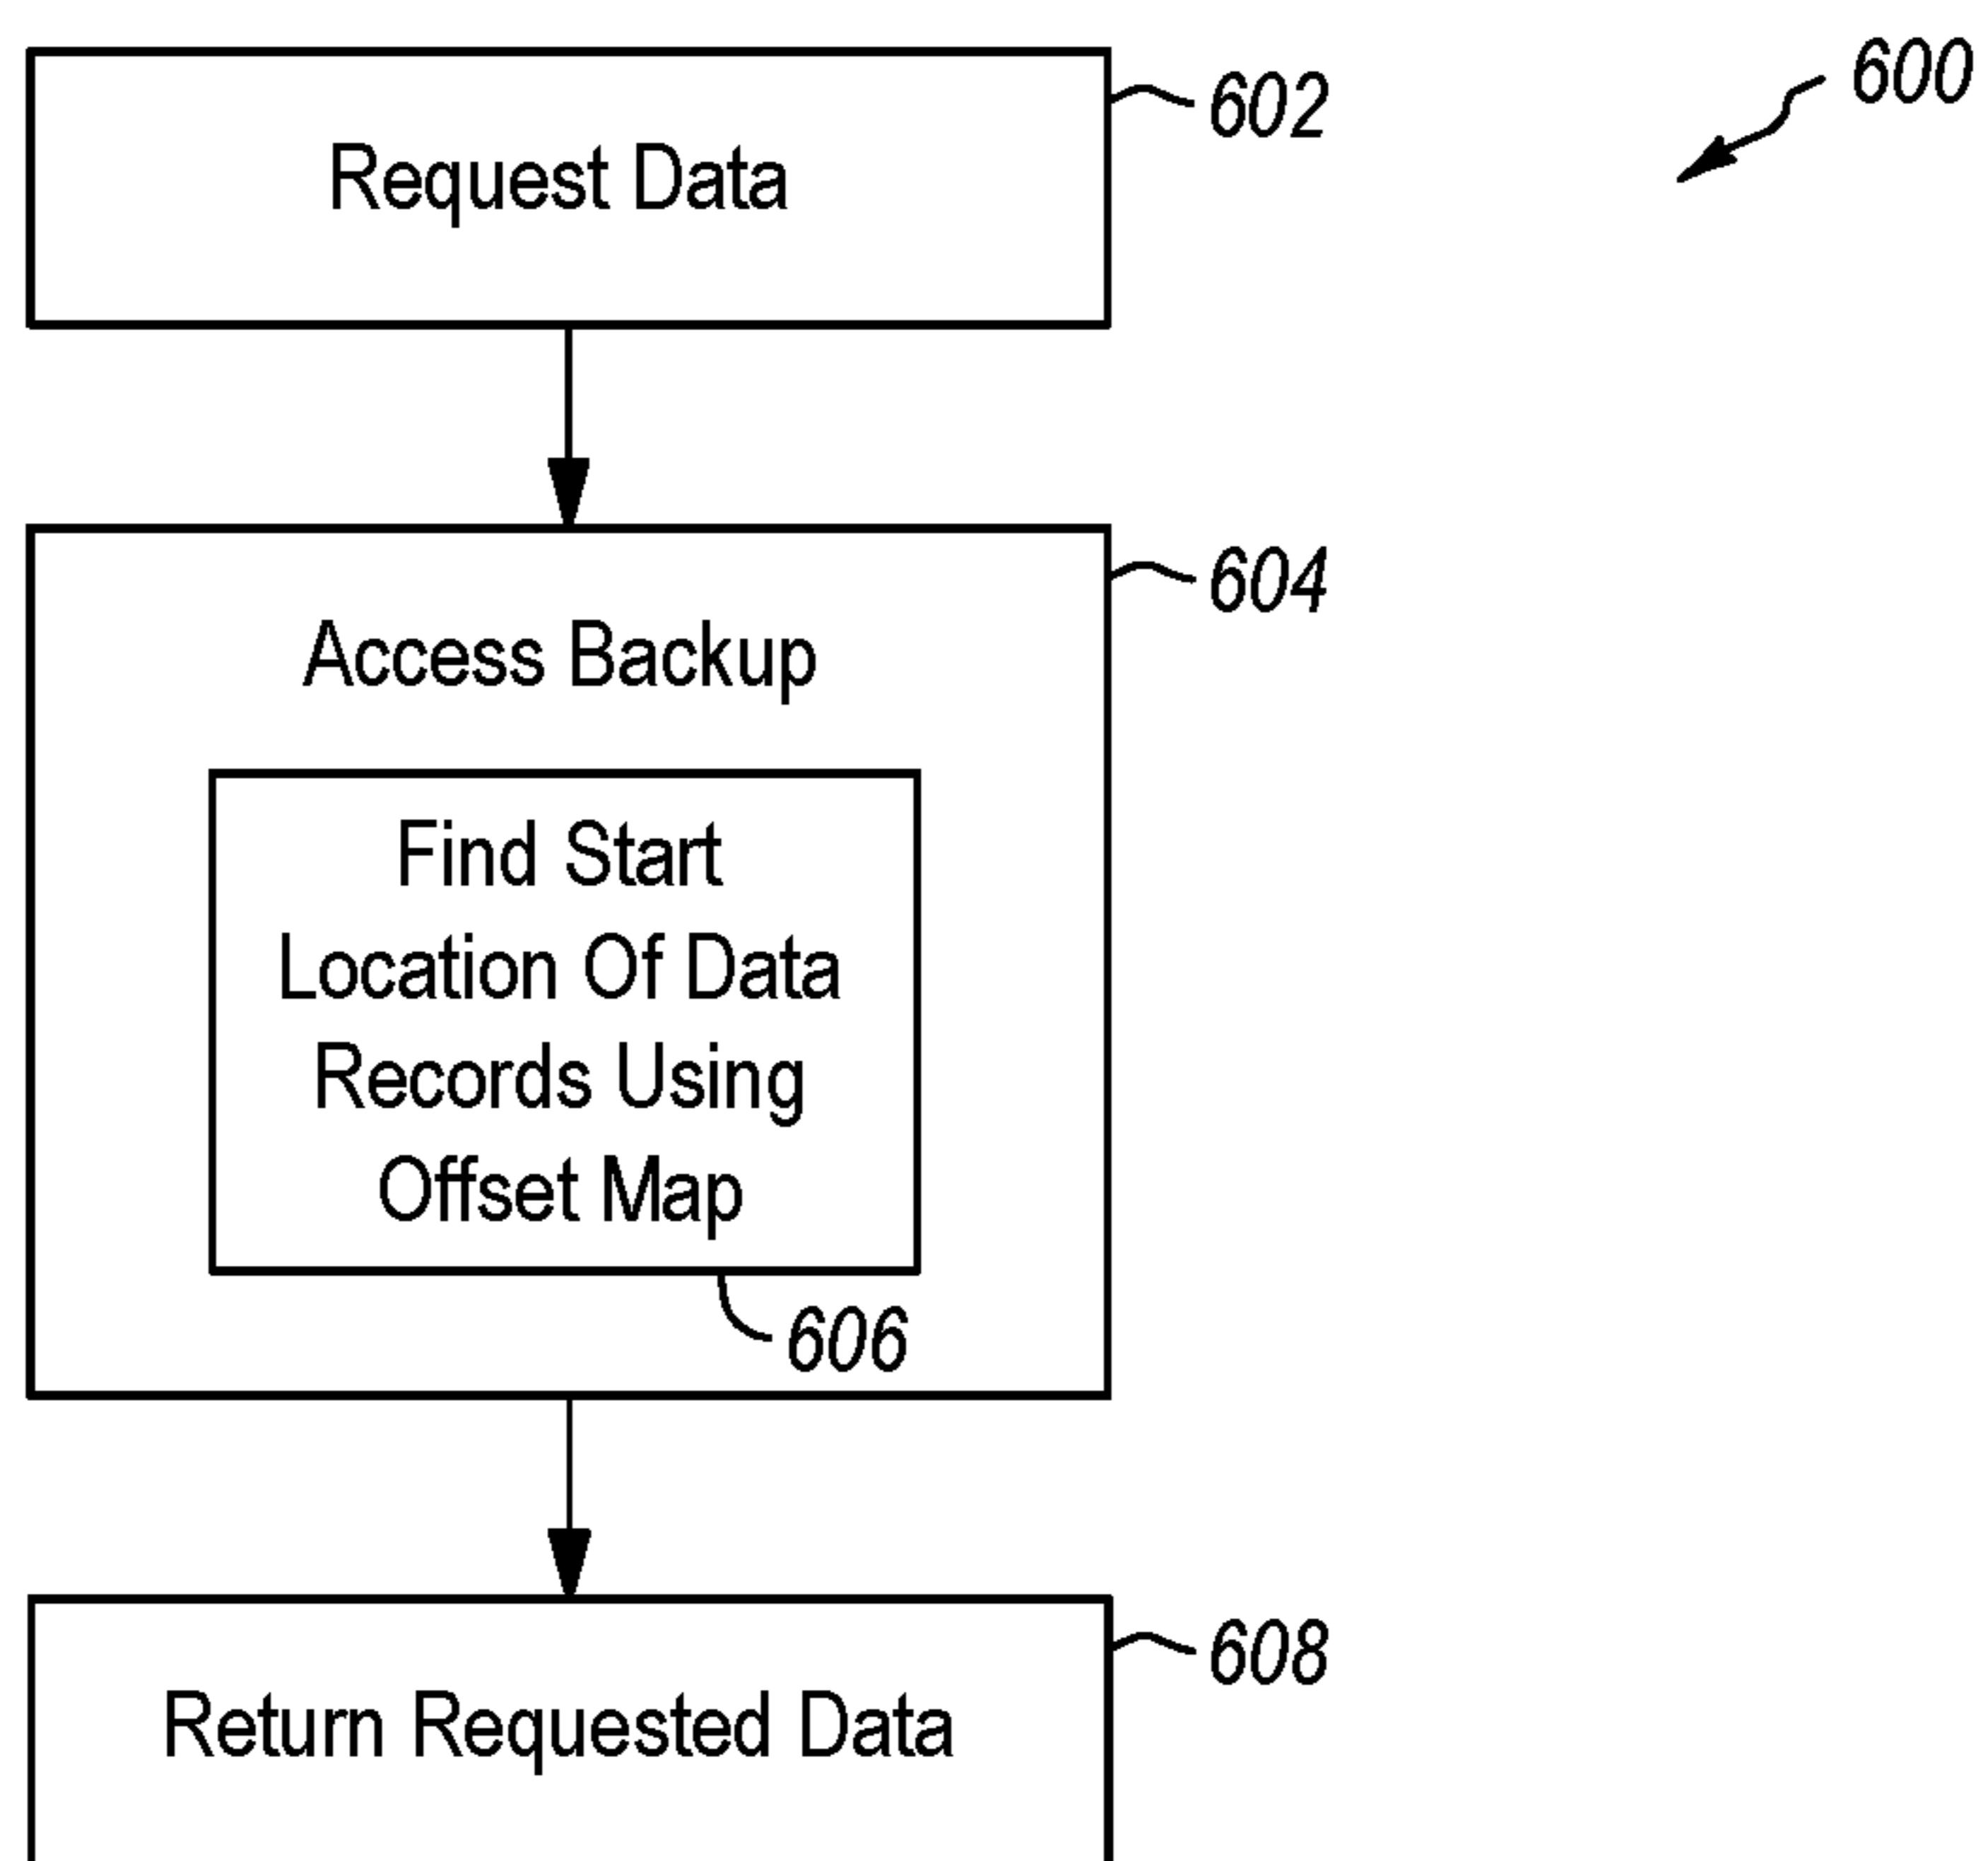 600
602
Request Data
604
Access Backup
Find Start
Location Of Data
Records Using
Offset Map
606
608
Return Requested Data